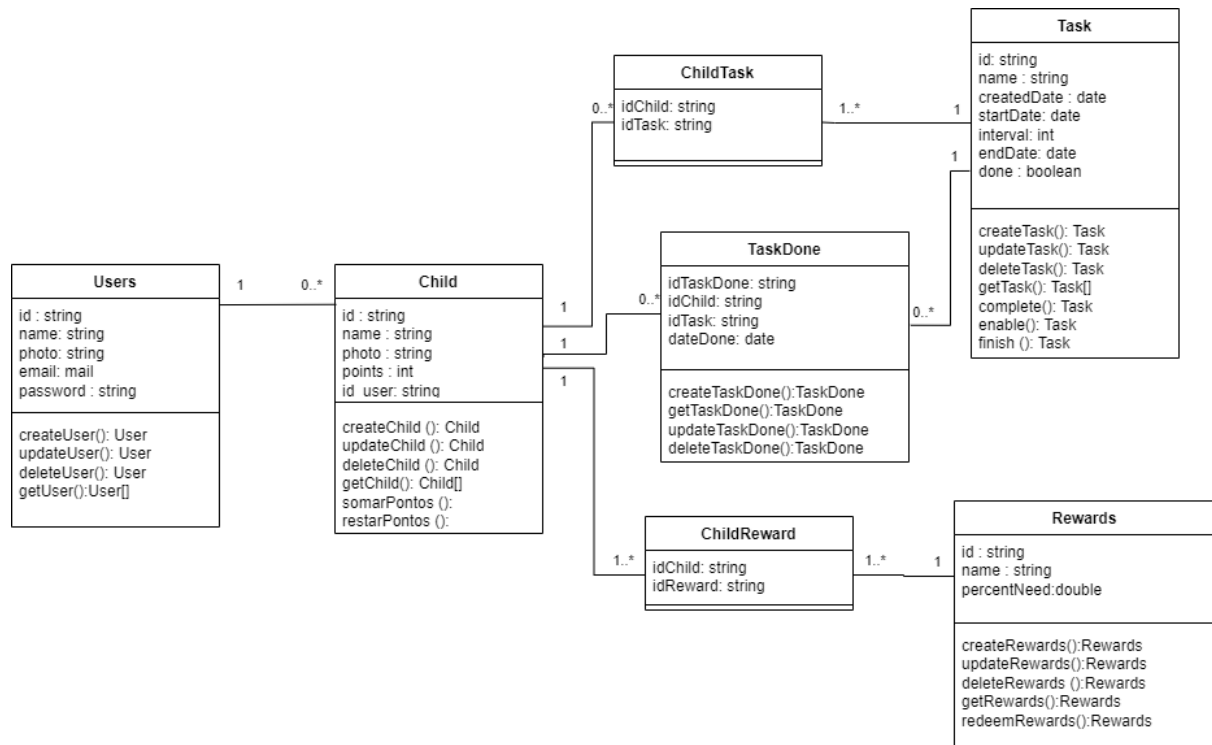 Task
id: string
name : string
createdDate : date
startDate: date
interval: int
endDate: date
done : boolean
createTask(): Task
updateTask(): Task
deleteTask(): Task
getTask(): Task[]
complete(): Task
enable(): Task
finish (): Task
ChildTask
idChild: string
idTask: string
0..*
1..*
1
1
TaskDone
idTaskDone: string
idChild: string
idTask: string
dateDone: date
createTaskDone():TaskDone
getTaskDone():TaskDone
updateTaskDone():TaskDone
deleteTaskDone():TaskDone
0..*
0..*
Users
id : string
name: string
photo: string
email: mail
password : string
createUser(): User
updateUser(): User
deleteUser(): User
getUser():User[]
1
0..*
Child
id : string
name : string
photo : string
points : int
id_user: string
createChild (): Child
updateChild (): Child
deleteChild (): Child
getChild(): Child[]
somarPontos ():
restarPontos ():
1
1
1
ChildReward
idChild: string
idReward: string
1..*
1..*
1
Rewards
id : string
name : string
percentNeed:double
createRewards():Rewards
updateRewards():Rewards
deleteRewards ():Rewards
getRewards():Rewards
redeemRewards():Rewards